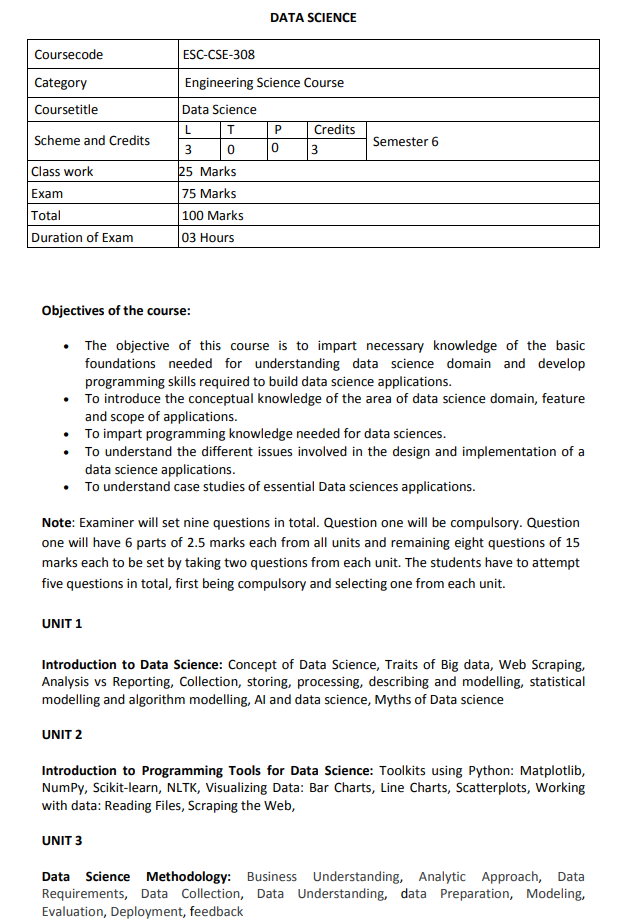 DATA SCIENCE
Coursecode ESC-CSE-308
Category Engineering Science Course
Coursetitle Data Science
Scheme and Credits L T P Credits Semester 6
3 0 0 3
Class work 25 Marks
Exam 75 Marks
Total 100 Marks
Duration of Exam 03 Hours
Objectives of the course:
• The objective of this course is to impart necessary knowledge of the basic
foundations needed for understanding data science domain and develop
programming skills required to build data science applications.
• To introduce the conceptual knowledge of the area of data science domain, feature
and scope of applications.
• To impart programming knowledge needed for data sciences.
• To understand the different issues involved in the design and implementation of a
data science applications.
• To understand case studies of essential Data sciences applications.
Note: Examiner will set nine questions in total. Question one will be compulsory. Question
one will have 6 parts of 2.5 marks each from all units and remaining eight questions of 15
marks each to be set by taking two questions from each unit. The students have to attempt
five questions in total, first being compulsory and selecting one from each unit.
UNIT 1
Introduction to Data Science: Concept of Data Science, Traits of Big data, Web Scraping,
Analysis vs Reporting, Collection, storing, processing, describing and modelling, statistical
modelling and algorithm modelling, AI and data science, Myths of Data science
UNIT 2
Introduction to Programming Tools for Data Science: Toolkits using Python: Matplotlib,
NumPy, Scikit-learn, NLTK, Visualizing Data: Bar Charts, Line Charts, Scatterplots, Working
with data: Reading Files, Scraping the Web,
UNIT 3
Data Science Methodology: Business Understanding, Analytic Approach, Data
Requirements, Data Collection, Data Understanding, data Preparation, Modeling,
Evaluation, Deployment, feedback